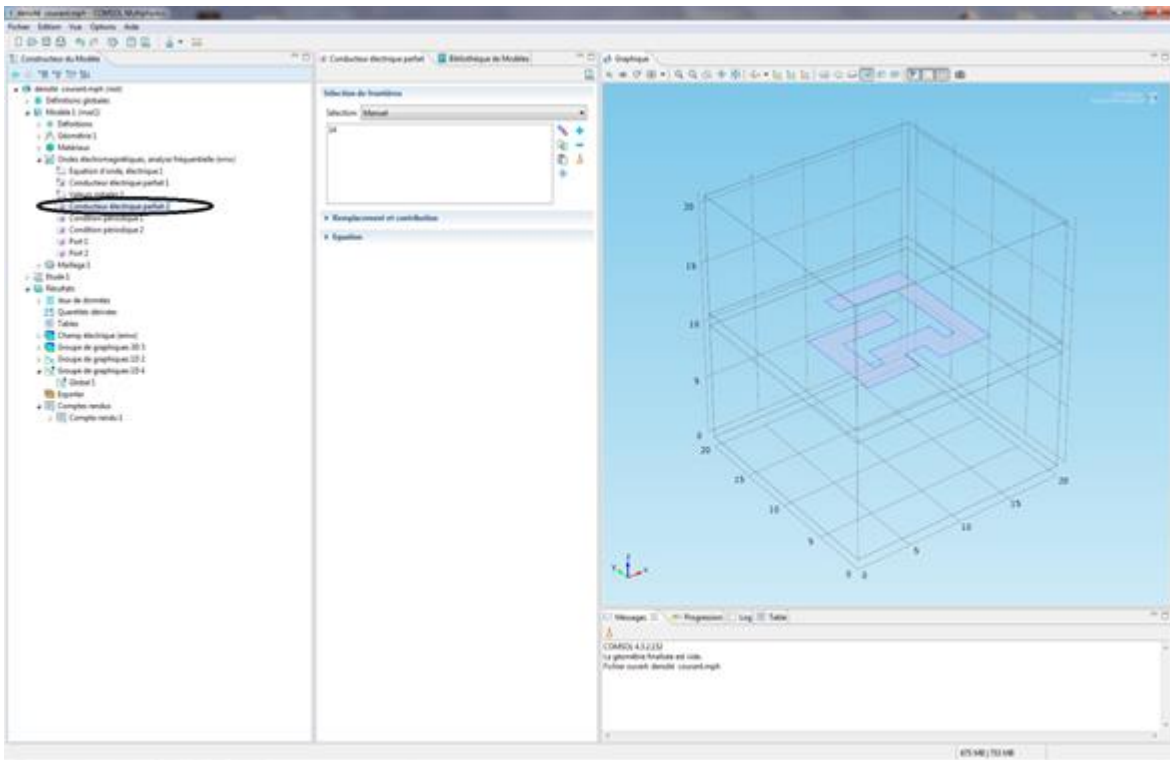 densité courant.mph - COMSOL Multiphysics
Fichier Edition Vue Options Aide
Constructeur du Modèle
densité courant.mph (root)
Définitions globales
Modèle 1 (mod1)
Définitions
Géométrie 1
Matériaux
Ondes électromagnétiques, analyse fréquentielle (emw)
Equation d'onde, électrique 1
Conducteur électrique parfait 1
Valeurs initiales 1
Conducteur électrique parfait 2
Condition périodique 1
Condition périodique 2
Port 1
Port 2
Maillage 1
Etude 1
Résultats
Jeux de données
Quantités dérivées
Tables
Champ électrique (emw)
Groupe de graphiques 3D 3
Groupe de graphiques 1D 2
Groupe de graphiques 1D 4
Global 1
Exporter
Comptes rendus
Compte rendu 1
Conducteur électrique parfait
Bibliothèque de Modèles
Sélection de frontières
Sélection: Manuel
14
Remplacement et contribution
Equation
Graphique
20
15
10
5
0
20
15
10
5
0
0
5
10
15
20
z
y
x
Messages
Progression
Log
Table
COMSOL 4.3.2.152
La géométrie finalisée est vide.
Fichier ouvert: densité courant.mph
675 MB | 753 MB